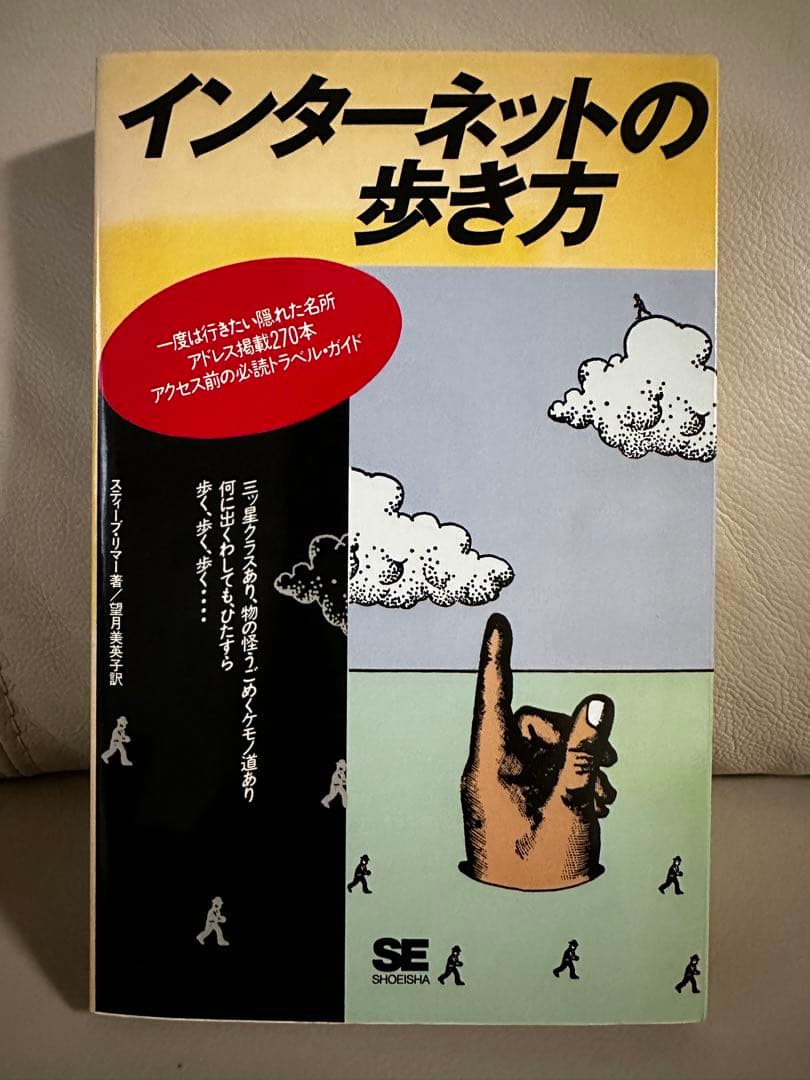 インターネットの
歩き方
一度は行きたい隠れた名所
アドレス掲載270本
アクセス前の必読トラベル・ガイド
三ッ星クラスあり、物の怪うごめくケモノ道あり
何に出くわしても、ひたすら
歩く、歩く、歩く・・・・
スティーブ・リマー著/望月美英子訳
SE
SHOEISHA